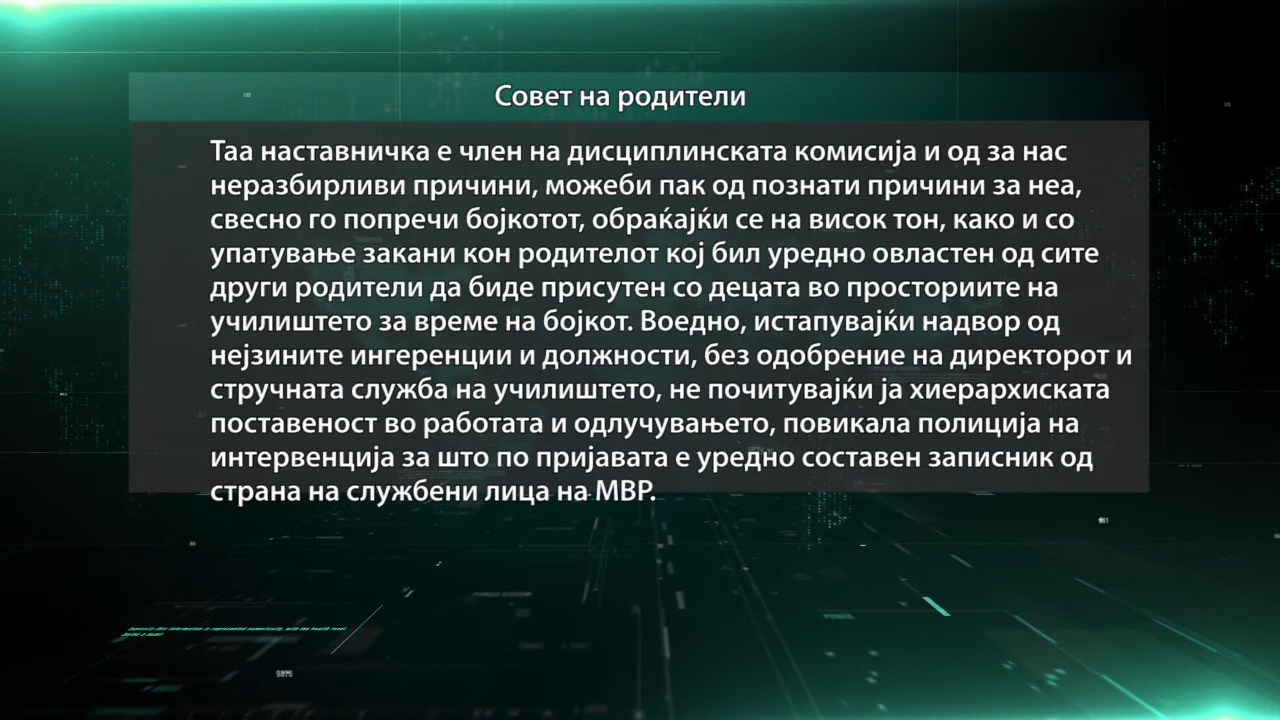 Совет на родители
Таа наставничка е член на дисциплинската комисија и од за нас
неразбирливи причини, можеби пак од познати причини за неа,
свесно го попречи бојкотот, обраќајќи се на висок тон, како и со
упатување закани кон родителот кој бил уредно овластен од сите
други родители да биде присутен со децата во просториите на
училиштето за време на бојкот. Воедно, истапувајќи надвор од
нејзините ингеренции и должности, без одобрение на директорот и
стручната служба на училиштето, не почитувајќи ја хиерархиската
поставеност во работата и одлучувањето, повикала полиција на
интервенција за што по пријавата е уредно составен записник од
страна на службени лица на МВР.
9875